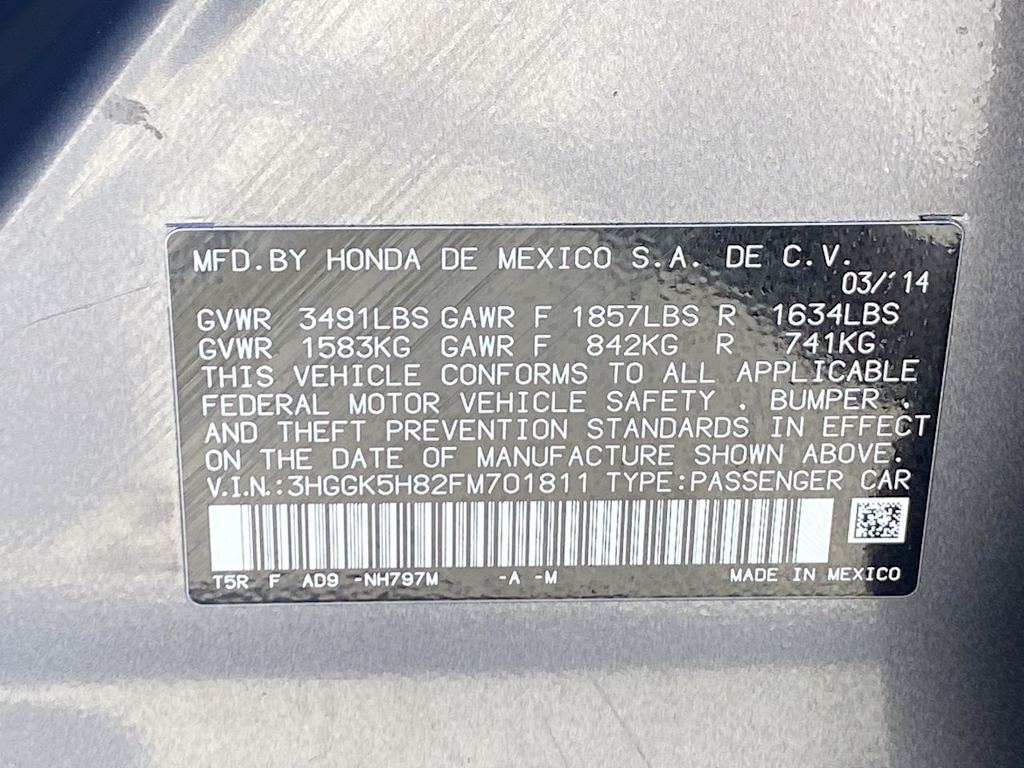 MFD.BY HONDA DE MEXICO S.A. DE C.V.
03/14
GVWR 3491LBS GAWR F 1857LBS R 1634LBS
GVWR 1583KG GAWR F 842KG R 741KG
THIS VEHICLE CONFORMS TO ALL APPLICABLE
FEDERAL MOTOR VEHICLE SAFETY . BUMPER .
AND THEFT PREVENTION STANDARDS IN EFFECT
ON THE DATE OF MANUFACTURE SHOWN ABOVE.
V.I.N.:3HGGK5H82FM701811 TYPE:PASSENGER CAR
T5R F AD9 -NH797M -A -M MADE IN MEXICO